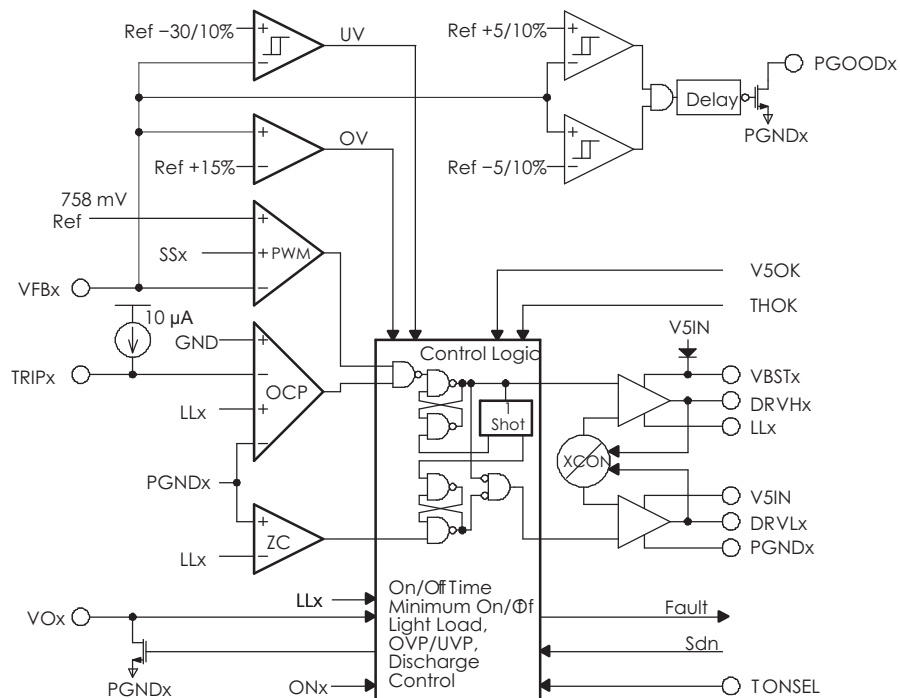 Ref −30/10%
+
−
UV
Ref +5/10%
+
−
PGOODx
Delay
PGNDx
+
−
OV
Ref +15%
+
−
Ref −5/10%
758 mV
Ref
+
SSx
+
PWM
VFBx
−
V5OK
THOK
10 µA
GND
+
V5IN
Control Logic
TRIPx
−
OCP
VBSTx
DRVHx
LLx
+
LLx
1
Shot
−
XCON
PGNDx
V5IN
+
ZC
DRVLx
LLx
−
PGNDx
LLx
On/Off Time
Minimum On/Off
Light Load,
OVP/UVP,
Discharge
Control
VOx
Fault
Sdn
PGNDx
ONx
TONSEL